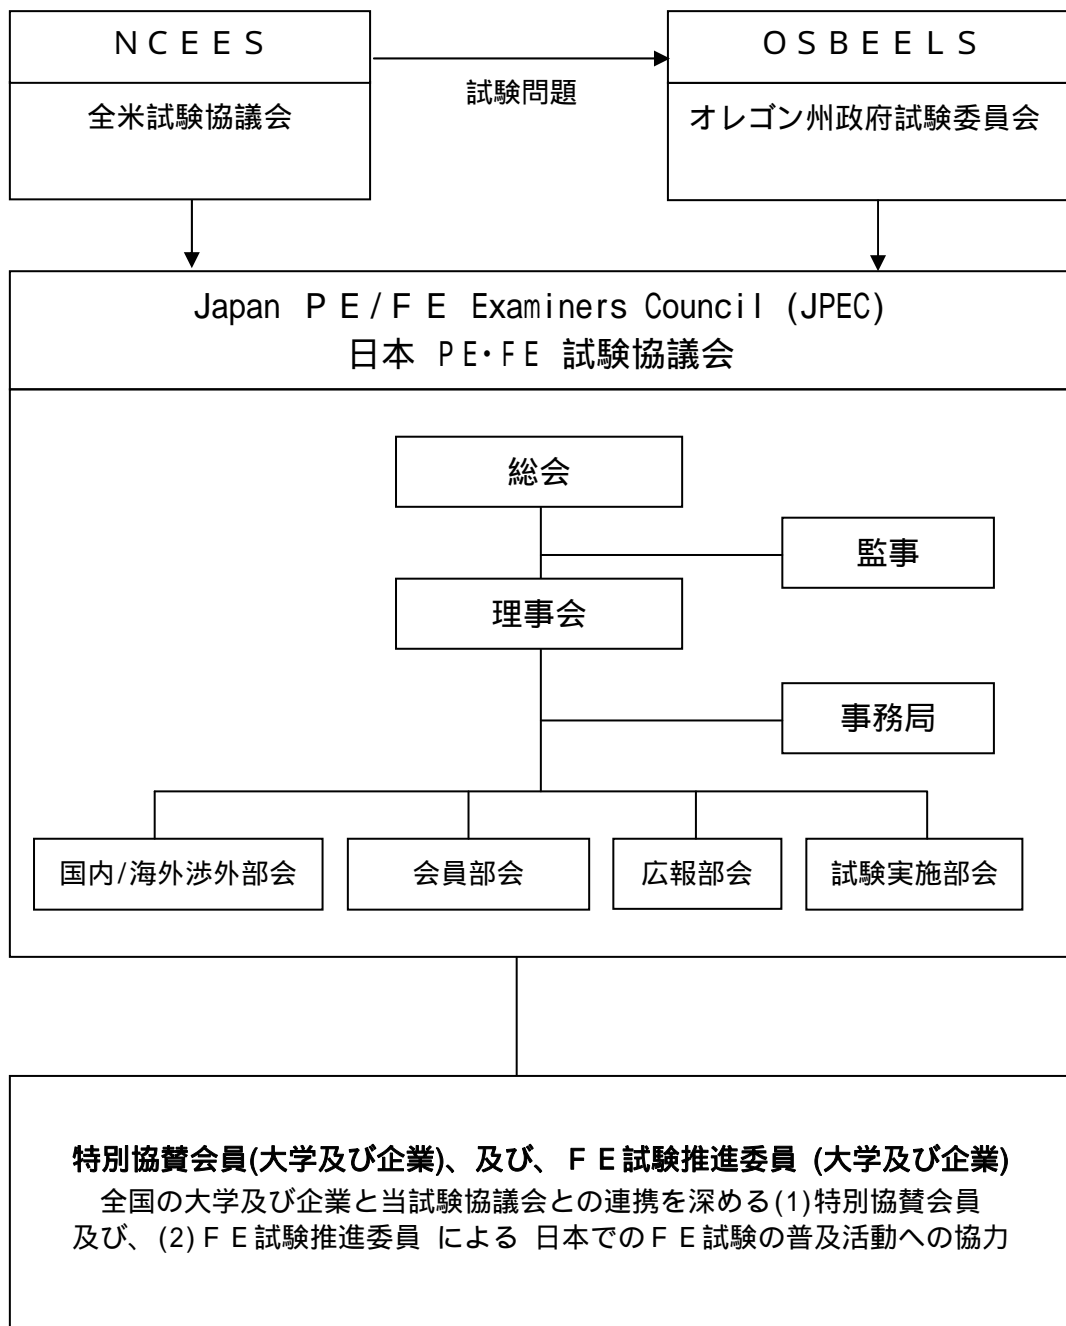 ＮＣＥＥＳ
全米試験協議会
試験問題
ＯＳＢＥＥＬＳ
オレゴン州政府試験委員会
Japan ＰＥ/ＦＥ Examiners Council (JPEC)
日本 PE・FE 試験協議会
総会
監事
理事会
事務局
国内/海外渉外部会
会員部会
広報部会
試験実施部会
特別協賛会員(大学及び企業)、及び、ＦＥ試験推進委員 (大学及び企業)
全国の大学及び企業と当試験協議会との連携を深める(1)特別協賛会員
及び、(2)ＦＥ試験推進委員 による 日本でのＦＥ試験の普及活動への協力